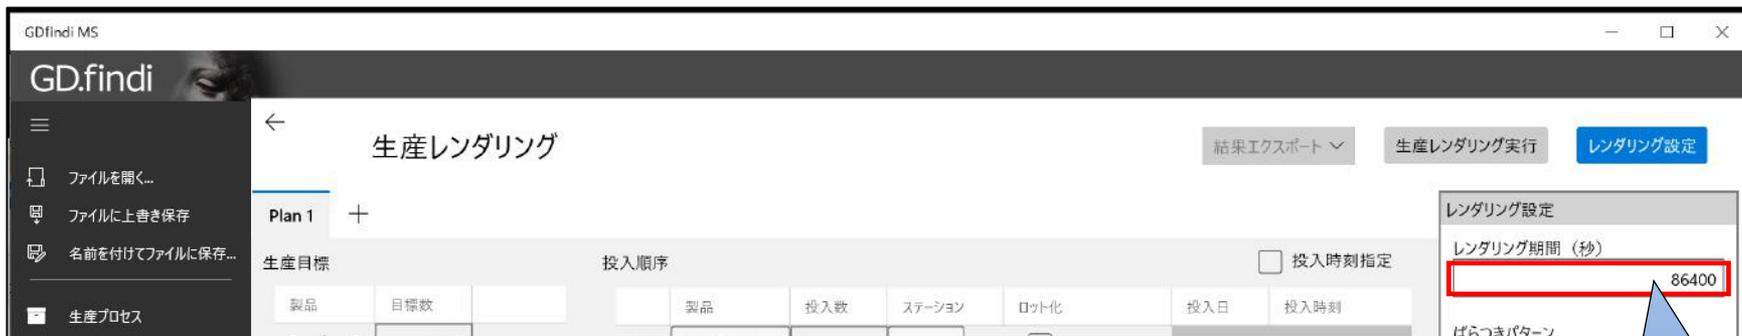 GDfindi MS
GD.findi
生産レンダリング
結果エクスポート
生産レンダリング実行
レンダリング設定
ファイルを開く...
ファイルに上書き保存
名前を付けてファイルに保存...
生産プロセス
Plan 1
生産目標
製品 目標数
投入順序
投入時刻指定
製品 投入数 ステーション ロット化 投入日 投入時刻
レンダリング設定
レンダリング期間（秒）
86400
ばらつきパターン